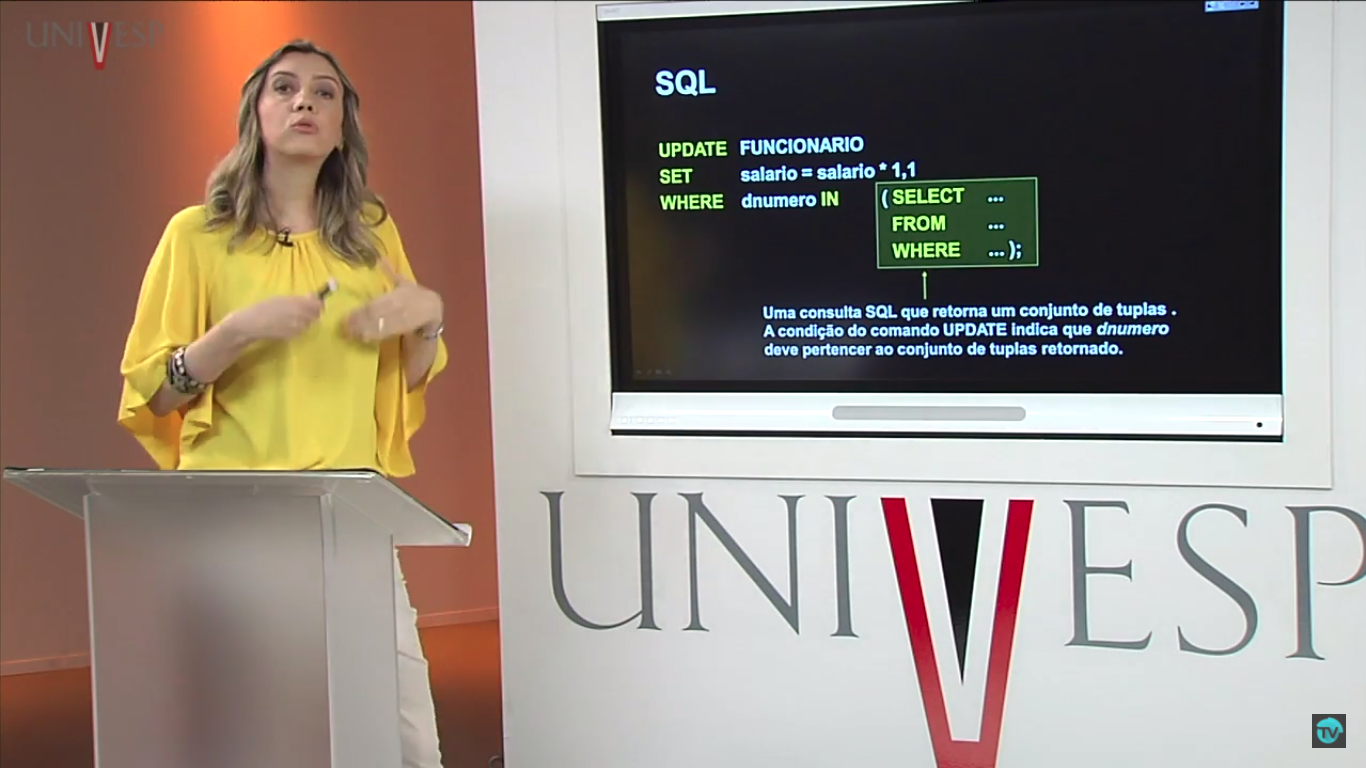 UNIVESP
SQL
UPDATE FUNCIONARIO
SET salario = salario * 1,1
WHERE dnumero IN ( SELECT ...
FROM ...
WHERE ... );
Uma consulta SQL que retorna um conjunto de tuplas .
A condição do comando UPDATE indica que dnumero
deve pertencer ao conjunto de tuplas retornado.
UNIVESP
TV